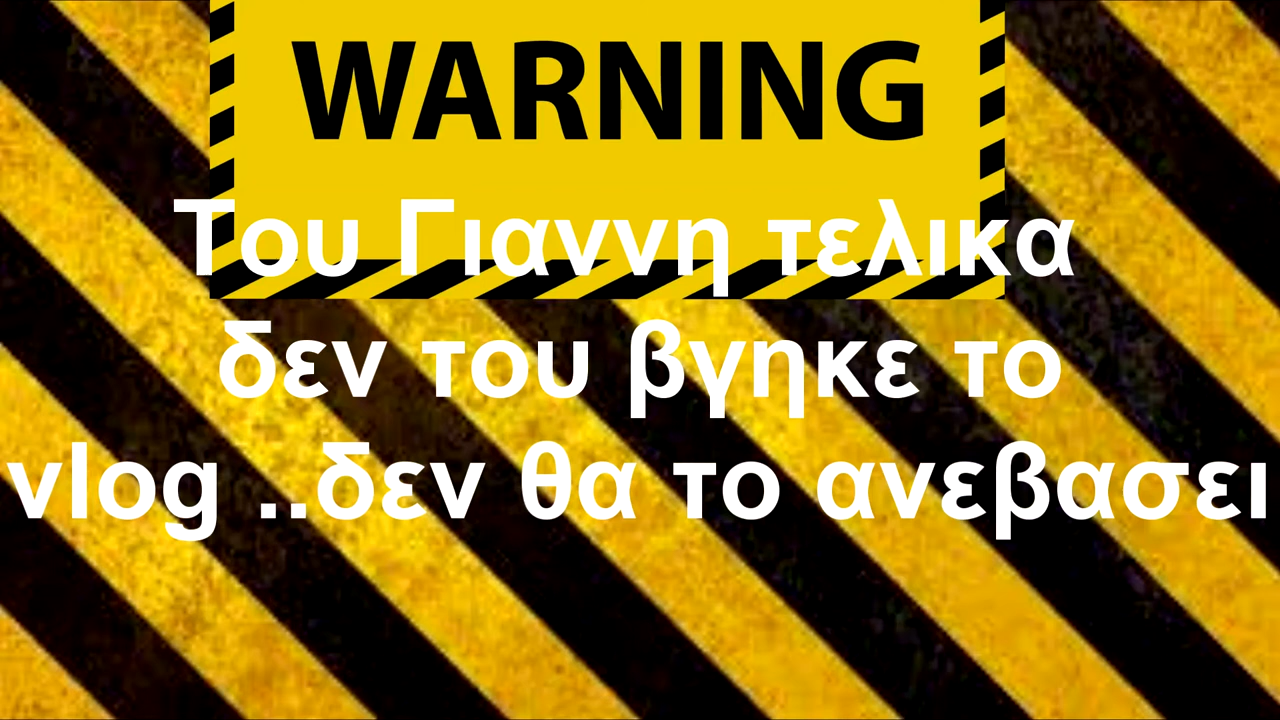 WARNING
Του Γιαννη τελικα
δεν του βγηκε το
vlog ..δεν θα το ανεβασει